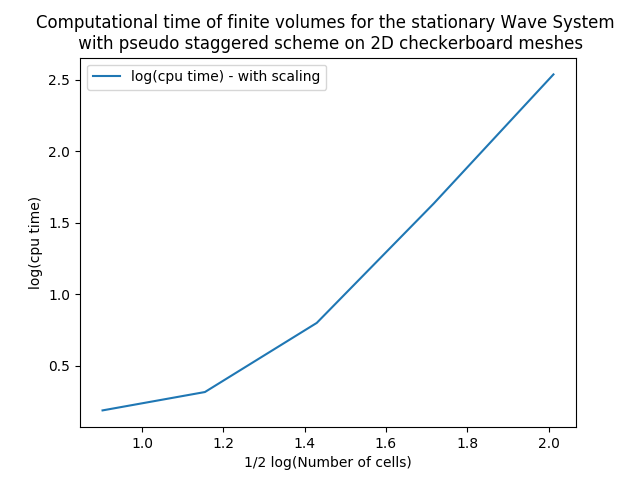 Computational time of finite volumes for the stationary Wave System
with pseudo staggered scheme on 2D checkerboard meshes
log(cpu time) - with scaling
2.5
2.0
1.5
1.0
0.5
log(cpu time)
1.0 1.2 1.4 1.6 1.8 2.0
1/2 log(Number of cells)